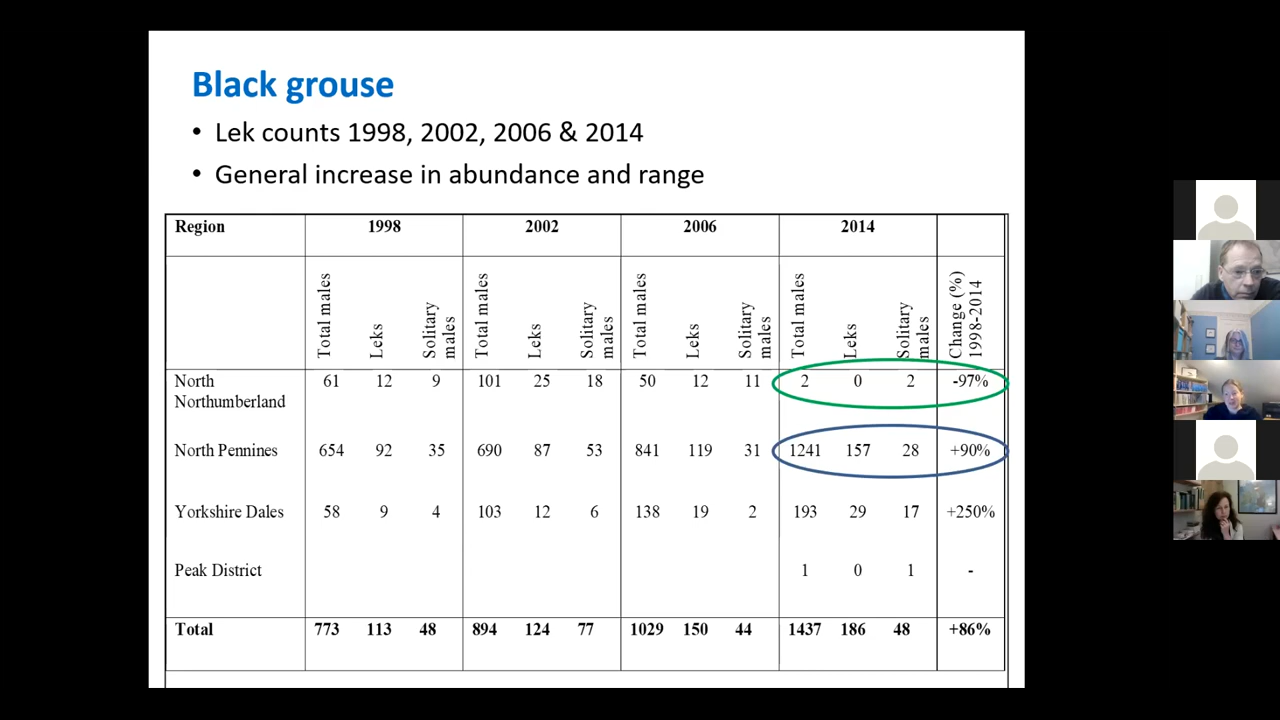 Black grouse
• Lek counts 1998, 2002, 2006 & 2014
• General increase in abundance and range
Region 1998 2002 2006 2014
Total males Leks Solitary males Total males Leks Solitary males Total males Leks Solitary males Total males Leks Solitary males Change (%) 1998-2014
North Northumberland 61 12 9 101 25 18 50 12 11 2 0 2 -97%
North Pennines 654 92 35 690 87 53 841 119 31 1241 157 28 +90%
Yorkshire Dales 58 9 4 103 12 6 138 19 2 193 29 17 +250%
Peak District 1 0 1 -
Total 773 113 48 894 124 77 1029 150 44 1437 186 48 +86%